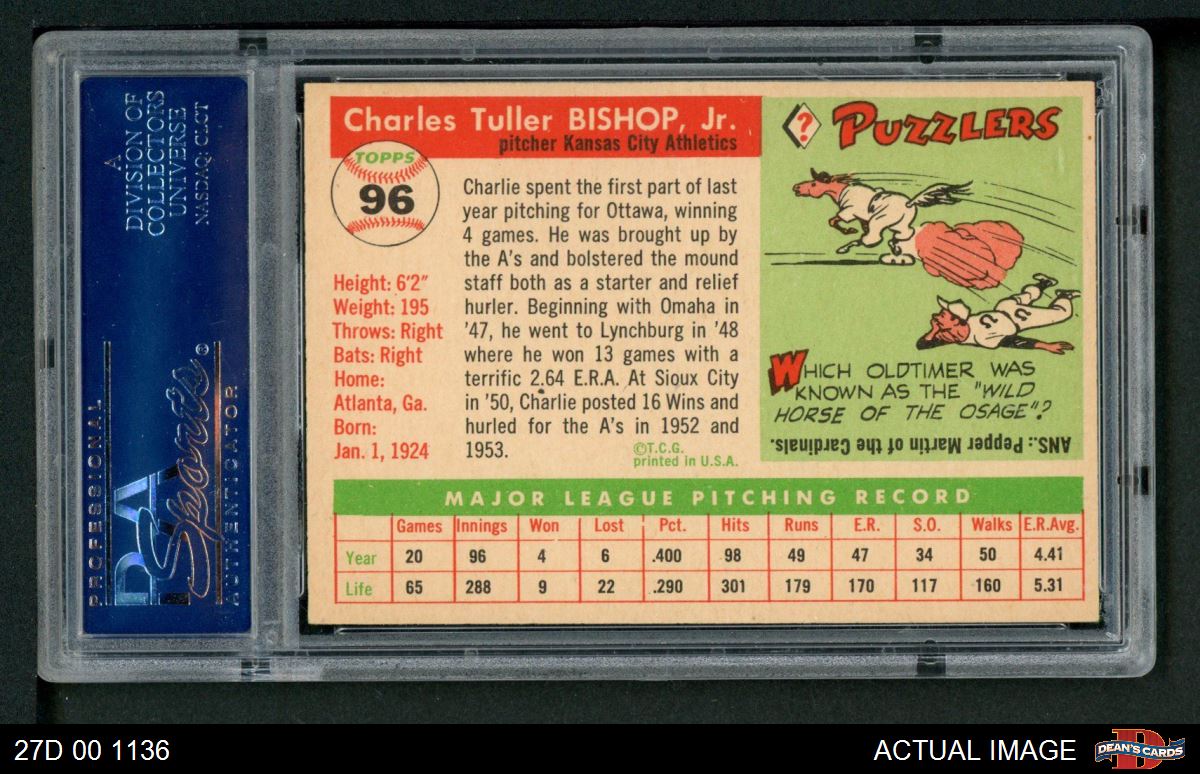 A
DIVISION OF
COLLECTORS
UNIVERSE
NASDAQ: CLCT
PROFESSIONAL
PSA
Sports®
AUTHENTICATOR
Charles Tuller BISHOP, Jr.
pitcher Kansas City Athletics
TOPPS
96
Height: 6'2"
Weight: 195
Throws: Right
Bats: Right
Home:
Atlanta, Ga.
Born:
Jan. 1, 1924
Charlie spent the first part of last
year pitching for Ottawa, winning
4 games. He was brought up by
the A's and bolstered the mound
staff both as a starter and relief
hurler. Beginning with Omaha in
'47, he went to Lynchburg in '48
where he won 13 games with a
terrific 2.64 E.R.A. At Sioux City
in '50, Charlie posted 16 Wins and
hurled for the A's in 1952 and
1953.
©T.C.G.
printed in U.S.A.
? PUZZLERS
WHICH OLDTIMER WAS
KNOWN AS THE "WILD
HORSE OF THE OSAGE"?
ANS.: Pepper Martin of the Cardinals.
MAJOR LEAGUE PITCHING RECORD
Games Innings Won Lost Pct. Hits Runs E.R. S.O. Walks E.R.Avg.
Year 20 96 4 6 .400 98 49 47 34 50 4.41
Life 65 288 9 22 .290 301 179 170 117 160 5.31
27D 00 1136
ACTUAL IMAGE
DEAN'S CARDS